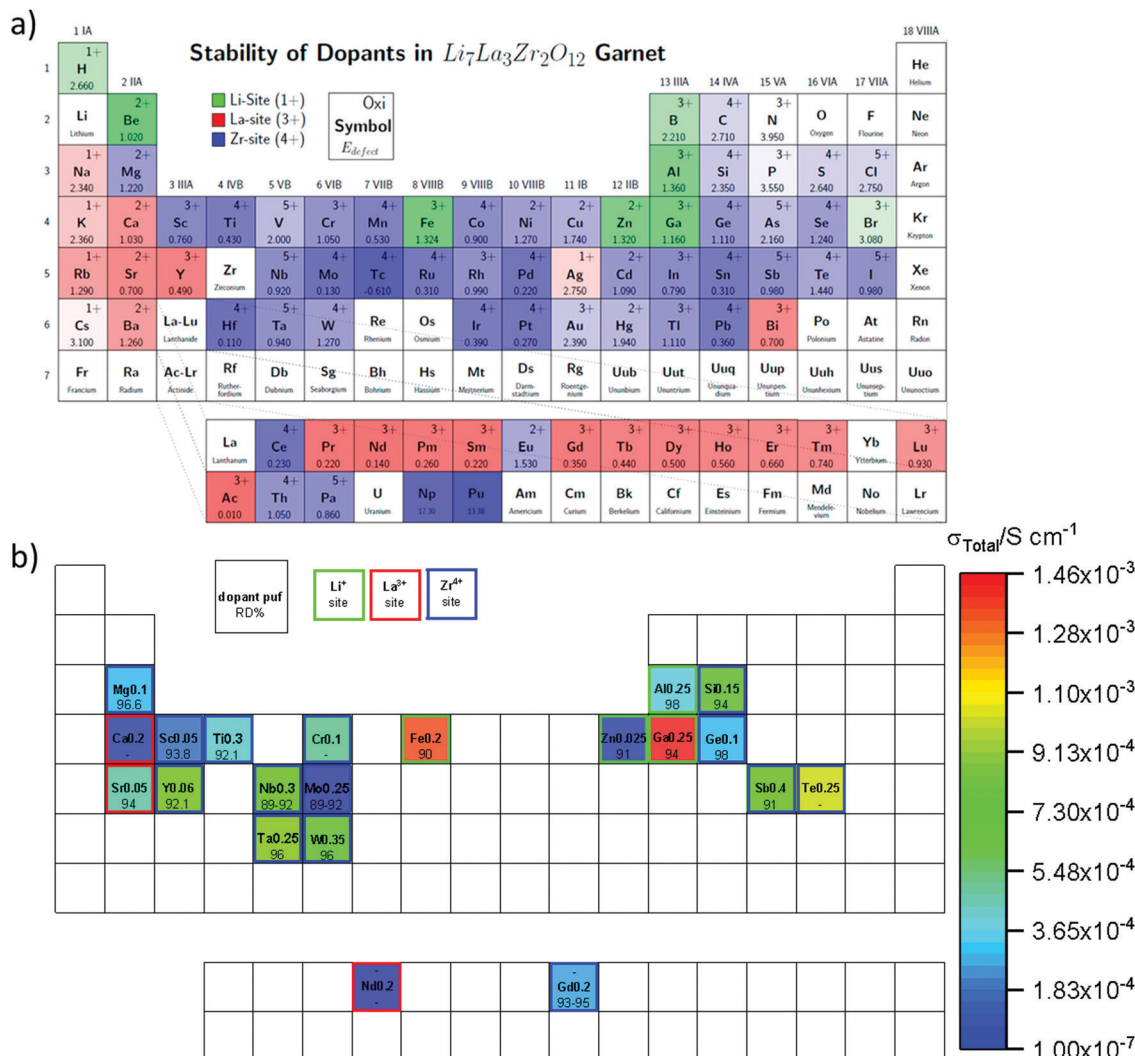 a)
1 IA
18 VIIIA
Stability of Dopants in Li7La3Zr2O12 Garnet
1 1+ H 2.660 He Helium
2 IIA 13 IIIA 14 IVA 15 VA 16 VIA 17 VIIA
Li-Site (1+)
La-site (3+)
Zr-site (4+)
Oxi
Symbol
E_defect
2 Li Lithium 2+ Be 1.020 3+ B 2.210 4+ C 2.710 3+ N 3.950 O Oxygen F Flourine Ne Neon
3 1+ Na 2.340 2+ Mg 1.220 3+ Al 1.360 4+ Si 2.350 3+ P 3.550 4+ S 2.640 5+ Cl 2.750 Ar Argon
3 IIIA 4 IVB 5 VB 6 VIB 7 VIIB 8 VIIIB 9 VIIIB 10 VIIIB 11 IB 12 IIB
4 1+ K 2.360 2+ Ca 1.030 3+ Sc 0.760 4+ Ti 0.430 5+ V 2.000 3+ Cr 1.050 4+ Mn 0.530 3+ Fe 1.324 4+ Co 0.900 2+ Ni 1.270 2+ Cu 1.740 2+ Zn 1.320 3+ Ga 1.160 4+ Ge 1.110 5+ As 2.160 4+ Se 1.240 3+ Br 3.080 Kr Krypton
5 1+ Rb 1.290 2+ Sr 0.700 3+ Y 0.490 Zr Zirconium 5+ Nb 0.920 4+ Mo 0.130 4+ Tc -0.610 4+ Ru 0.310 3+ Rh 0.990 4+ Pd 0.220 1+ Ag 2.750 2+ Cd 1.090 3+ In 0.790 4+ Sn 0.310 5+ Sb 0.980 4+ Te 1.440 5+ I 0.980 Xe Xenon
6 1+ Cs 3.100 2+ Ba 1.260 La-Lu Lanthanide 4+ Hf 0.110 5+ Ta 0.940 4+ W 1.270 Re Rhenium Os Osmium 4+ Ir 0.390 4+ Pt 0.270 3+ Au 2.390 2+ Hg 1.940 3+ Tl 1.110 4+ Pb 0.360 3+ Bi 0.700 Po Polonium At Astatine Rn Radon
7 Fr Francium Ra Radium Ac-Lr Actinide Rf Ruther-fordium Db Dubnium Sg Seaborgium Bh Bohrium Hs Hassium Mt Meitnerium Ds Darm-stadtium Rg Roentge-nium Uub Ununbium Uut Ununtrium Uuq Ununqua-dium Uup Ununpen-tium Uuh Ununhexium Uus Ununsep-tium Uuo Ununoctium
La Lanthanum 4+ Ce 0.230 3+ Pr 0.220 3+ Nd 0.140 3+ Pm 0.260 3+ Sm 0.220 2+ Eu 1.530 3+ Gd 0.350 3+ Tb 0.440 3+ Dy 0.500 3+ Ho 0.560 3+ Er 0.660 3+ Tm 0.740 Yb Ytterbium 3+ Lu 0.930
3+ Ac 0.010 4+ Th 1.050 5+ Pa 0.860 U Uranium Np 17.30 Pu 13.38 Am Americium Cm Curium Bk Berkelium Cf Californium Es Einsteinium Fm Fermium Md Mendele-vium No Nobelium Lr Lawrencium
b)
σTotal/S cm⁻¹
dopant puf
RD%
Li⁺
site
La³⁺
site
Zr⁴⁺
site
Mg0.1 Al0.25 Si0.15
96.6 98 94
Ca0.2 Sc0.05 Ti0.3 Cr0.1 Fe0.2 Zn0.025 Ga0.25 Ge0.1
- 93.8 92.1 - 90 91 94 98
Sr0.05 Y0.06 Nb0.3 Mo0.25 Sb0.4 Te0.25
94 92.1 89-92 89-92 91 -
Ta0.25 W0.35
96 96
- -
Nd0.2 Gd0.2
- 93-95
1.46x10⁻³
1.28x10⁻³
1.10x10⁻³
9.13x10⁻⁴
7.30x10⁻⁴
5.48x10⁻⁴
3.65x10⁻⁴
1.83x10⁻⁴
1.00x10⁻⁷